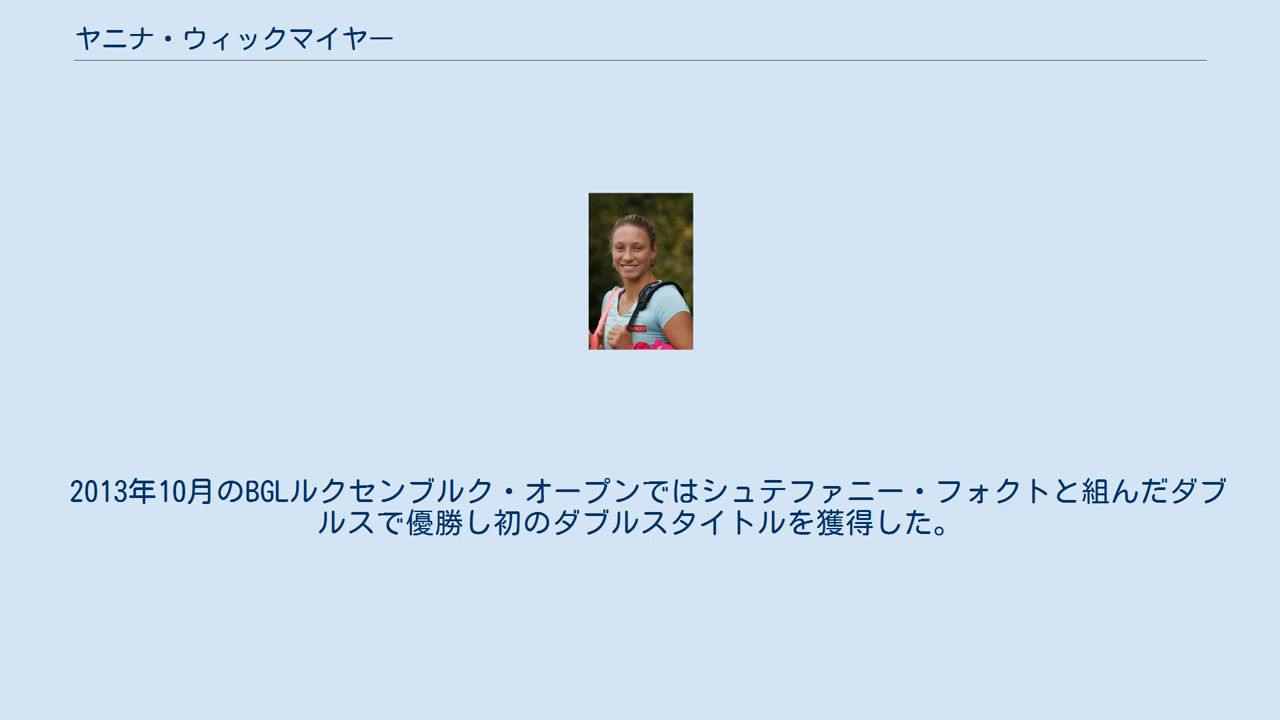 ヤニナ・ウィックマイヤー
2013年10月のBGLルクセンブルク・オープンではシュテファニー・フォクトと組んだダブ
ルスで優勝し初のダブルスタイトルを獲得した。